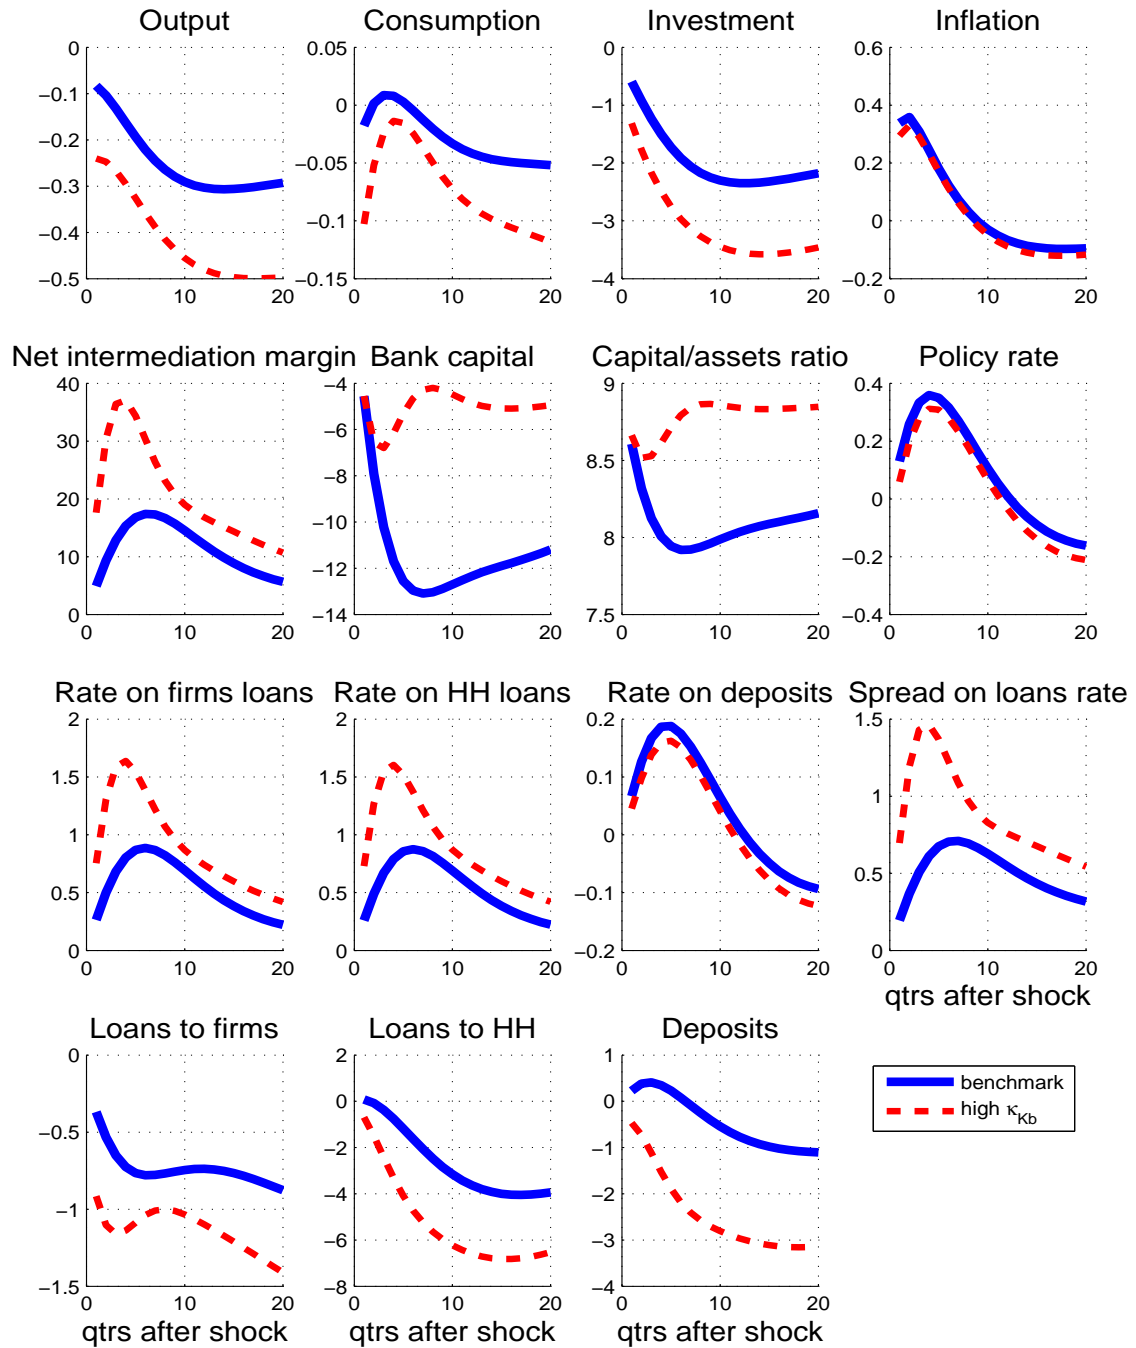 Output Consumption Investment Inflation
0 0.05 0 0.6
−0.1 0 −1 0.4
−0.2 −0.05 −2 0.2
−0.3 −0.1 −3 0
−0.4 −0.15 −4 −0.2
−0.5
0 10 20 0 10 20 0 10 20 0 10 20
Net intermediation margin Bank capital Capital/assets ratio Policy rate
40 −4 9 0.4
30 −6 8.5 0.2
20 −8 8 0
10 −10 7.5 −0.2
0 −12 −0.4
−14
0 10 20 0 10 20 0 10 20 0 10 20
Rate on firms loans Rate on HH loans Rate on deposits Spread on loans rate
2 2 0.2 1.5
1.5 1.5 0.1 1
1 1 0 0.5
0.5 0.5 −0.1 0
0 0 −0.2
0 10 20 0 10 20 0 10 20 0 10 20
qtrs after shock
Loans to firms Loans to HH Deposits
0 2 1
−0.5 0 0
−1 −2 −1
−1.5 −4 −2
−6 −3
−8 −4
0 10 20 0 10 20 0 10 20
qtrs after shock qtrs after shock qtrs after shock
benchmark
high κKb